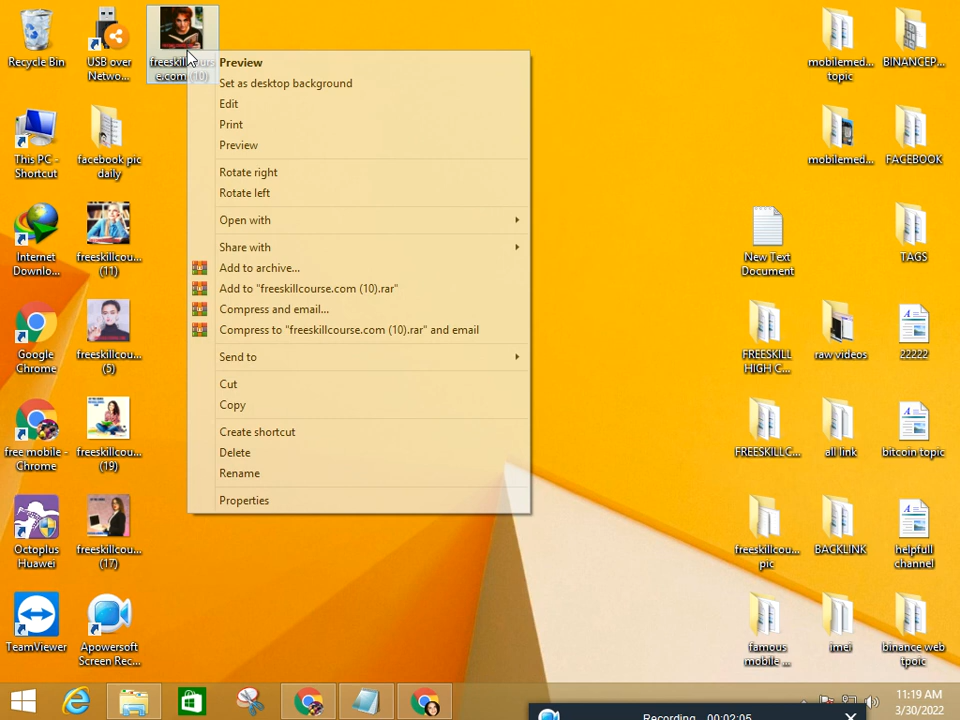 Recycle Bin
USB over
Netwo...
freeskillcours
e.com (10)
This PC -
Shortcut
facebook pic
daily
Internet
Downlo...
freeskillcou...
(11)
Google
Chrome
freeskillcou...
(5)
free mobile -
Chrome
freeskillcou...
(19)
Octoplus
Huawei
freeskillcou...
(17)
TeamViewer
Apowersoft
Screen Rec...
Preview
Set as desktop background
Edit
Print
Preview
Rotate right
Rotate left
Open with
Share with
Add to archive...
Add to "freeskillcourse.com (10).rar"
Compress and email...
Compress to "freeskillcourse.com (10).rar" and email
Send to
Cut
Copy
Create shortcut
Delete
Rename
Properties
mobilemed...
topic
BINANCEP...
mobilemed...
FACEBOOK
New Text
Document
TAGS
FREESKILL
HIGH C...
raw videos
22222
FREESKILLC...
all link
bitcoin topic
freeskillcou...
pic
BACKLINK
helpfull
channel
famous
mobile ...
imei
binance web
tpoic
Recording
00:02:05
11:19 AM
3/30/2022